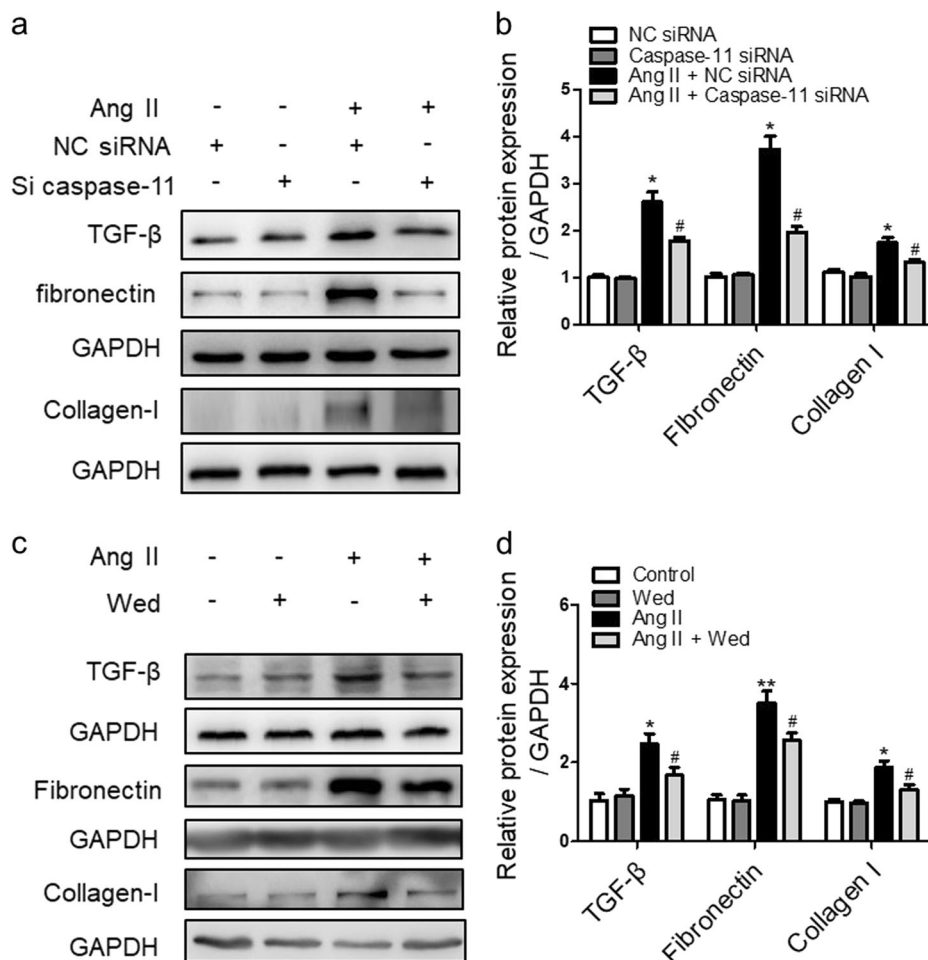 a
Ang II - - + +
NC siRNA + - + -
Si caspase-11 - + - +
TGF-β
fibronectin
GAPDH
Collagen-I
GAPDH
b
NC siRNA
Caspase-11 siRNA
Ang II + NC siRNA
Ang II + Caspase-11 siRNA
Relative protein expression
/ GAPDH
5
4
3
2
1
0
* # * # * #
TGF-β
FIbronectin
Collagen I
c
Ang II - - + +
Wed - + - +
TGF-β
GAPDH
Fibronectin
GAPDH
Collagen-I
GAPDH
d
Control
Wed
Ang II
Ang II + Wed
Relative protein expression
/ GAPDH
6
4
2
0
* # ** # * #
TGF-β
Fibronectin
Collagen I